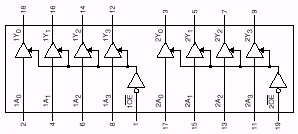 18 16 14 12 3 5 7 9
1Y0 1Y1 1Y2 1Y3 2Y0 2Y1 2Y2 2Y3
1A0 1A1 1A2 1A3 1OE 2A0 2A1 2A2 2A3 2OE
2 4 6 8 1 17 15 13 11 19